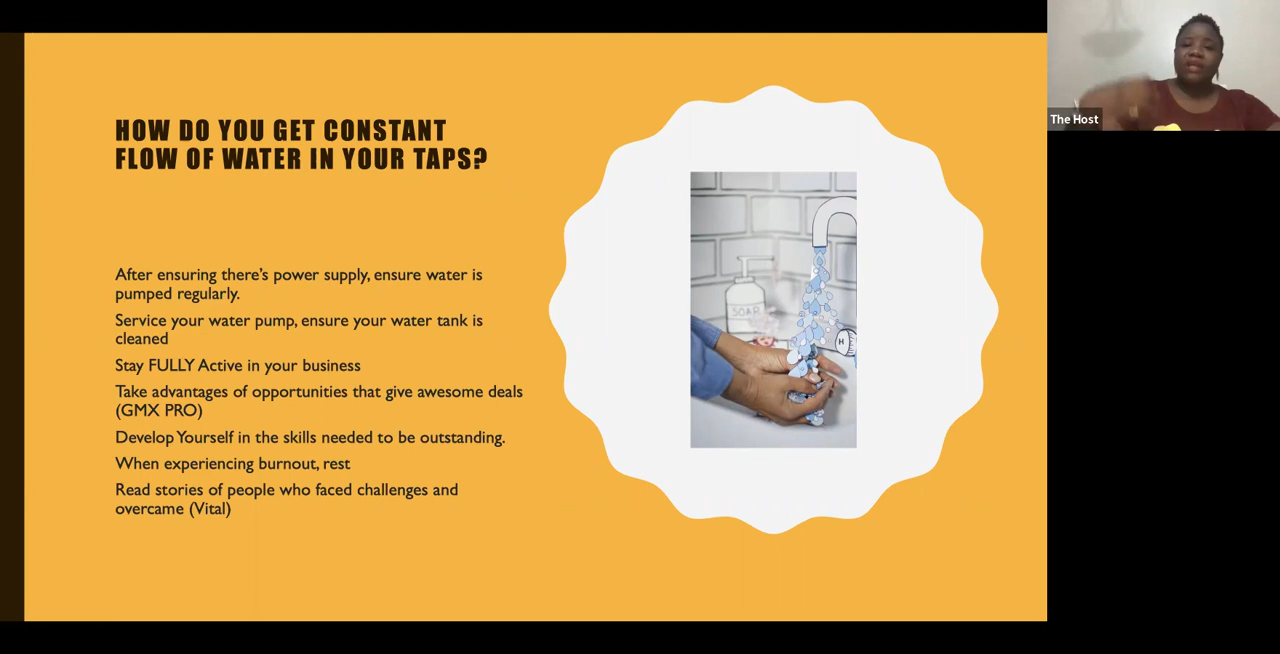 HOW DO YOU GET CONSTANT
FLOW OF WATER IN YOUR TAPS?
After ensuring there's power supply, ensure water is
pumped regularly.
Service your water pump, ensure your water tank is
cleaned
Stay FULLY Active in your business
Take advantages of opportunities that give awesome deals
(GMX PRO)
Develop Yourself in the skills needed to be outstanding.
When experiencing burnout, rest
Read stories of people who faced challenges and
overcame (Vital)
SOAP
H
The Host